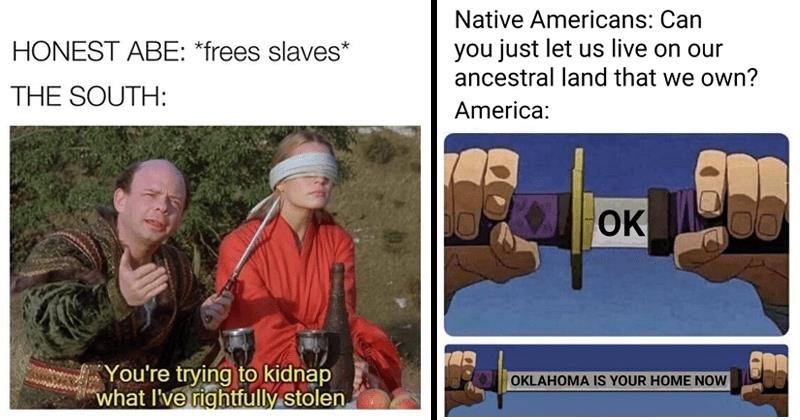 HONEST ABE: *frees slaves*
THE SOUTH:
You're trying to kidnap
what I've rightfully stolen
Native Americans: Can
you just let us live on our
ancestral land that we own?
America:
OK
OKLAHOMA IS YOUR HOME NOW